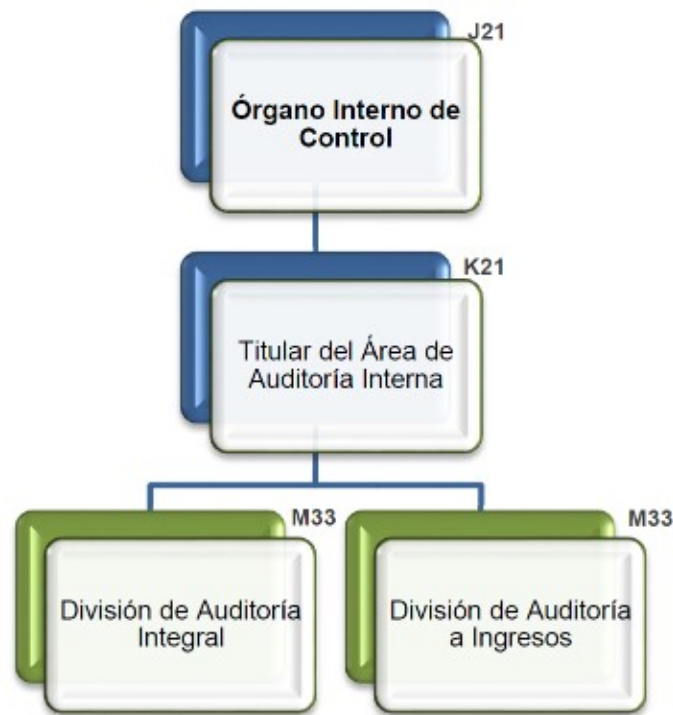 J21
Órgano Interno de
Control
K21
Titular del Área de
Auditoría Interna
M33
División de Auditoría
Integral
M33
División de Auditoría
a Ingresos